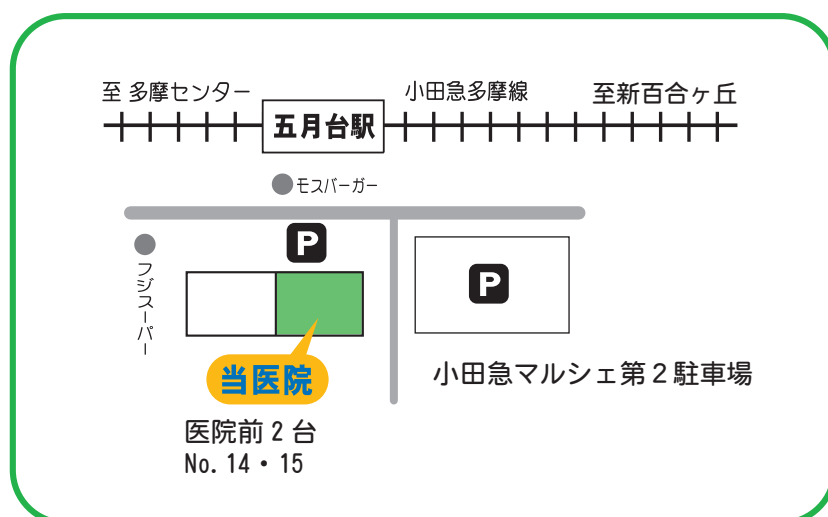 至 多摩センター
小田急多摩線
至新百合ヶ丘
五月台駅
モスバーガー
P
フジスーパー
P
当医院
小田急マルシェ第２駐車場
医院前２台
No.14・15